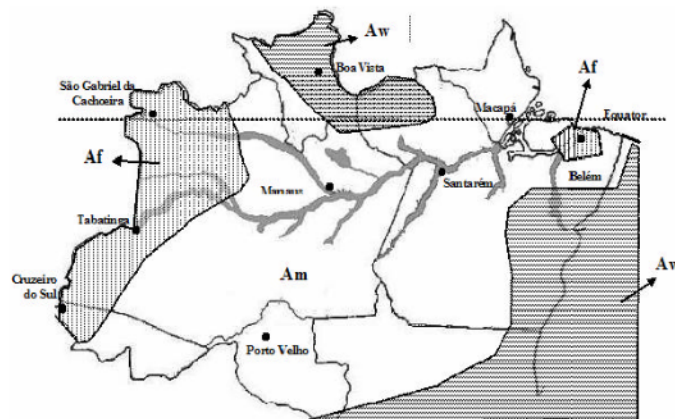 Aw
Boa Vista
São Gabriel da
Cachoeira
Af
Macapá
Equator
Af
Manaus
Santarém
Belém
Tabatinga
Cruzeiro
do Sul
Am
Porto Velho